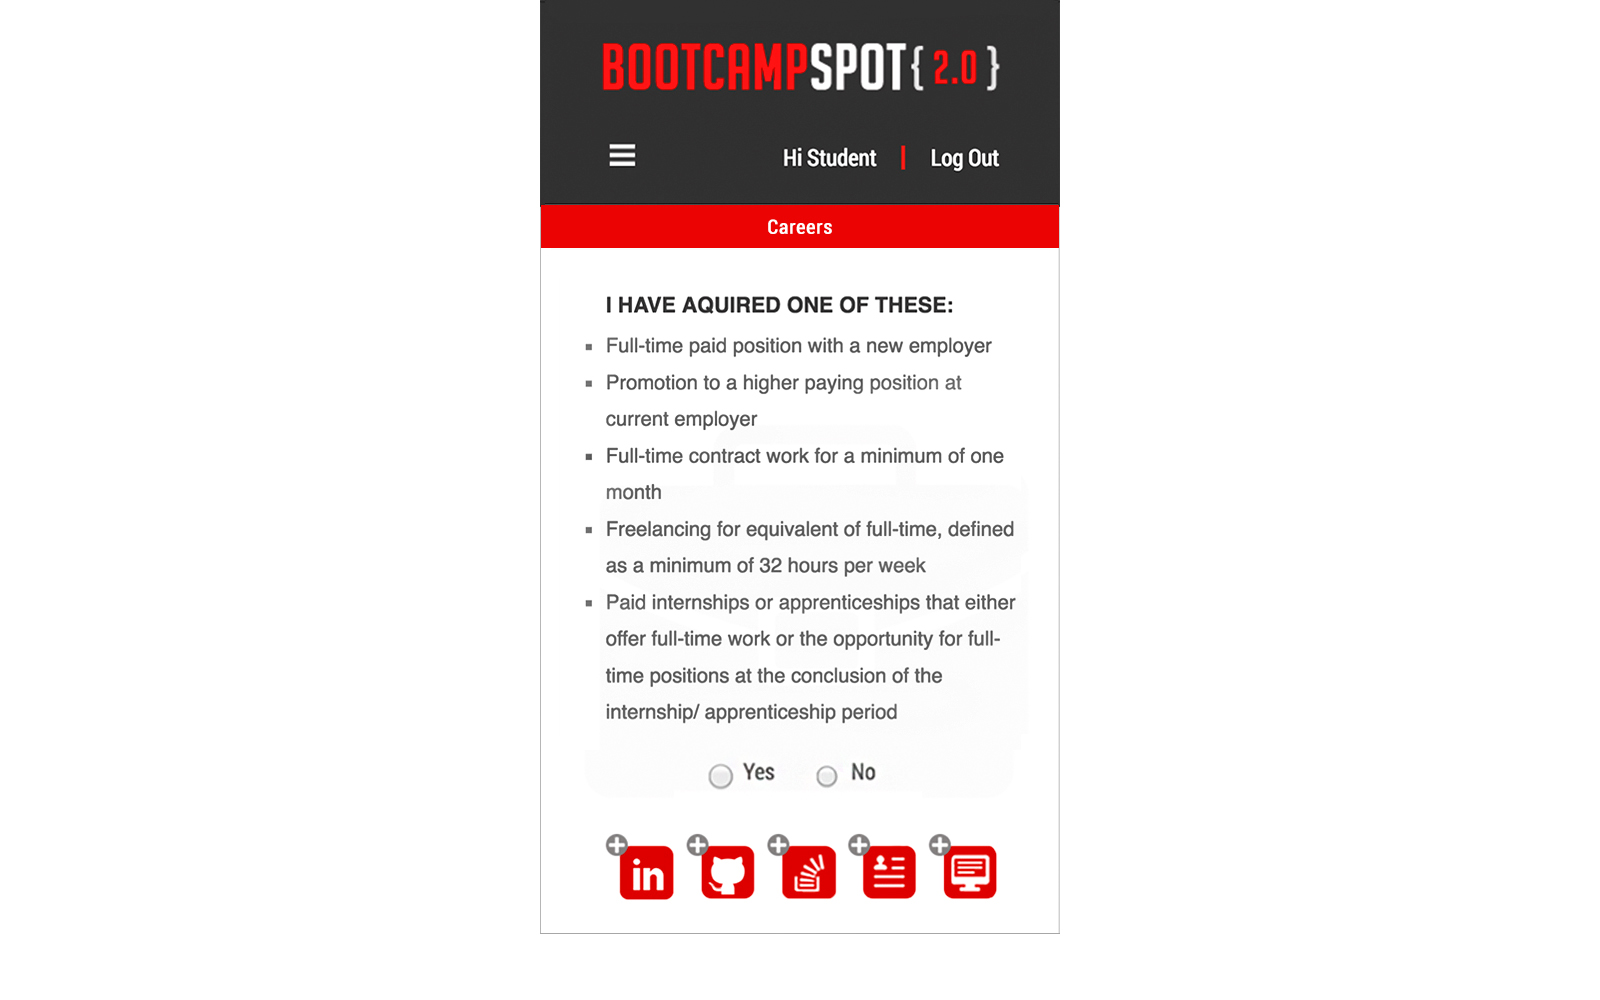 BOOTCAMPSPOT{ 2.0 }
Hi Student | Log Out
Careers
I HAVE AQUIRED ONE OF THESE:
▪ Full-time paid position with a new employer
▪ Promotion to a higher paying position at
current employer
▪ Full-time contract work for a minimum of one
month
▪ Freelancing for equivalent of full-time, defined
as a minimum of 32 hours per week
▪ Paid internships or apprenticeships that either
offer full-time work or the opportunity for full-
time positions at the conclusion of the
internship/ apprenticeship period
Yes No
in